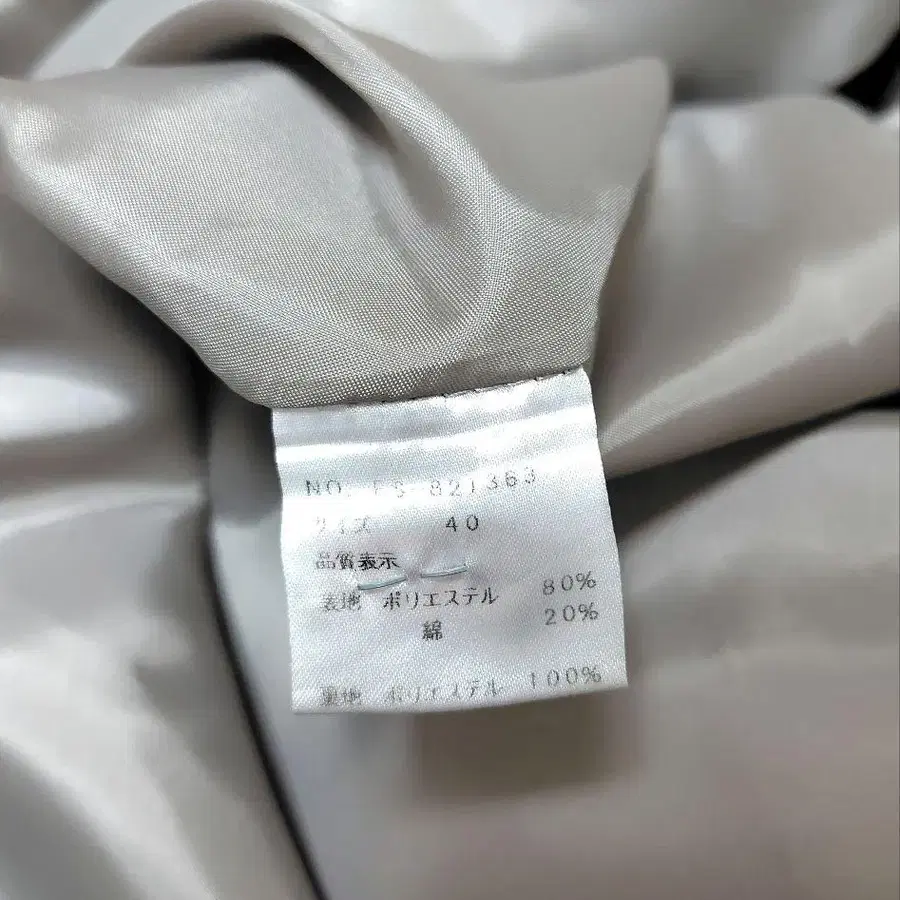 NO. FS-821363
サイズ 40
品質表示
表地 ポリエステル 80%
綿 20%
裏地 ポリエステル 100%